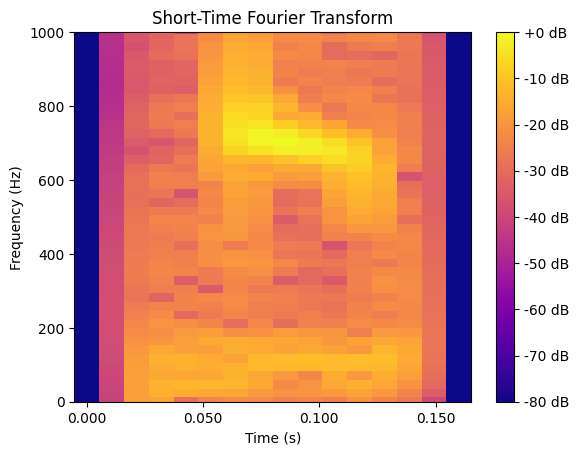 Short-Time Fourier Transform
1000
800
600
400
200
0
Frequency (Hz)
0.000
0.050
0.100
0.150
Time (s)
+0 dB
-10 dB
-20 dB
-30 dB
-40 dB
-50 dB
-60 dB
-70 dB
-80 dB